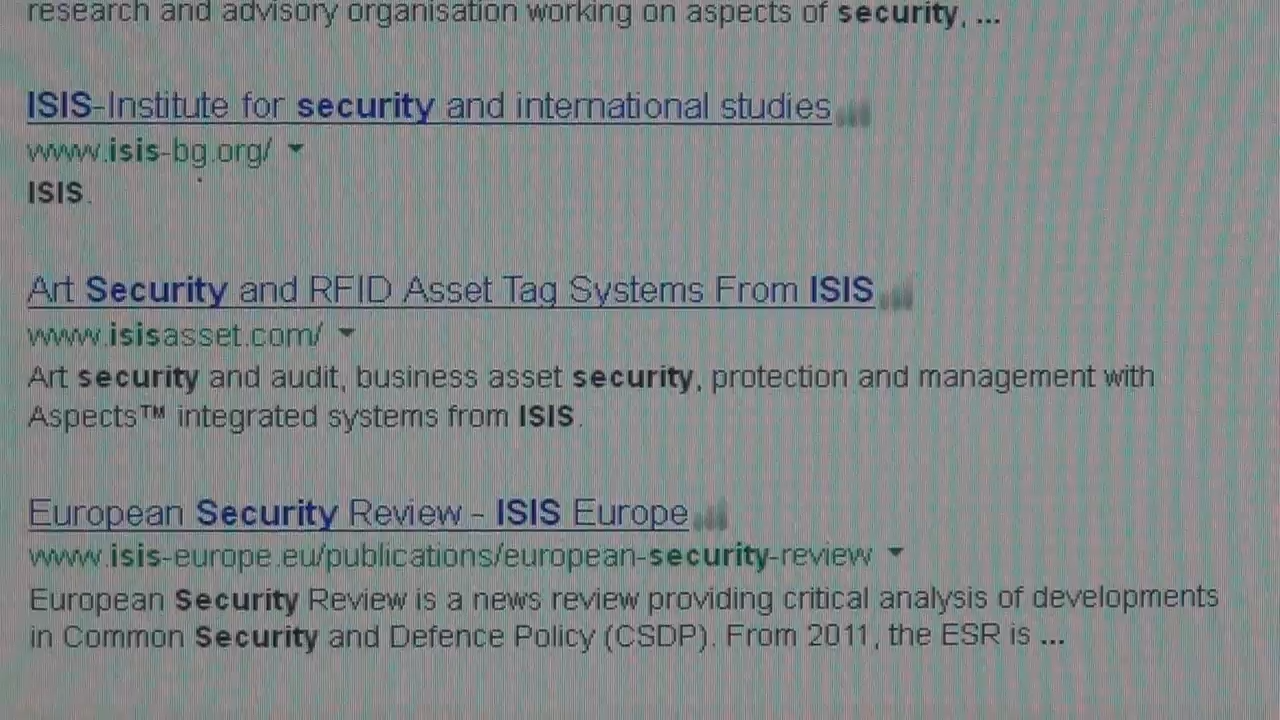 research and advisory organisation working on aspects of security, ...
ISIS-Institute for security and international studies
www.isis-bg.org/
ISIS.
Art Security and RFID Asset Tag Systems From ISIS
www.isisasset.com/
Art security and audit, business asset security, protection and management with
Aspects™ integrated systems from ISIS.
European Security Review - ISIS Europe
www.isis-europe.eu/publications/european-security-review
European Security Review is a news review providing critical analysis of developments
in Common Security and Defence Policy (CSDP). From 2011, the ESR is ...